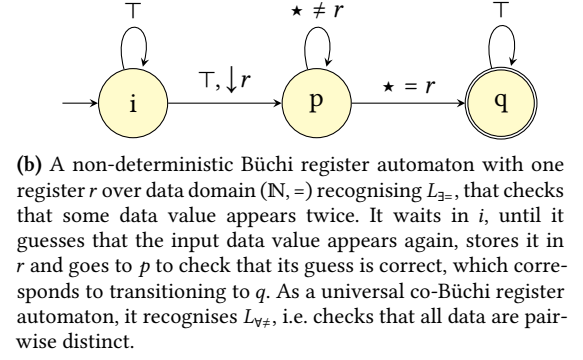 ⊤ ⋆ ≠ r ⊤
i ⊤, ↓r p ⋆ = r q
(b) A non-deterministic Büchi register automaton with one
register r over data domain (ℕ, =) recognising L∃=, that checks
that some data value appears twice. It waits in i, until it
guesses that the input data value appears again, stores it in
r and goes to p to check that its guess is correct, which corre-
sponds to transitioning to q. As a universal co-Büchi register
automaton, it recognises L∀≠, i.e. checks that all data are pair-
wise distinct.